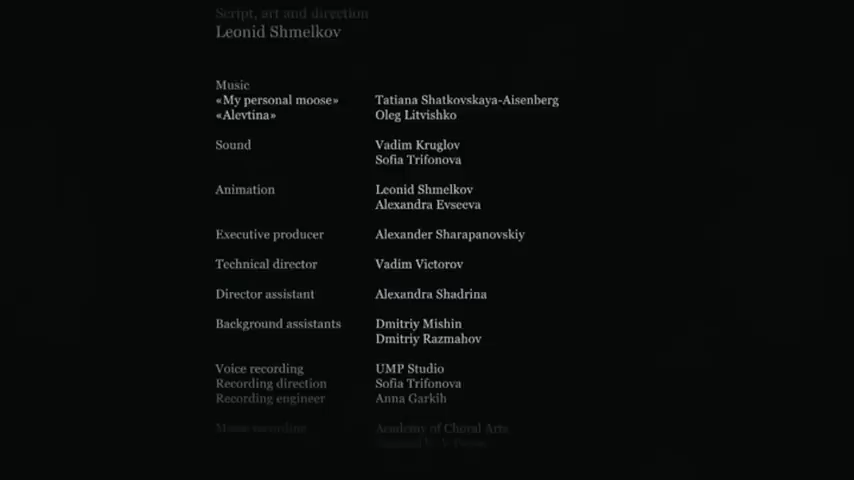 Script, art and direction
Leonid Shmelkov
Music
«My personal moose» Tatiana Shatkovskaya-Aisenberg
«Alevtina» Oleg Litvishko
Sound Vadim Kruglov
Sofia Trifonova
Animation Leonid Shmelkov
Alexandra Evseeva
Executive producer Alexander Sharapanovskiy
Technical director Vadim Victorov
Director assistant Alexandra Shadrina
Background assistants Dmitriy Mishin
Dmitriy Razmahov
Voice recording UMP Studio
Recording direction Sofia Trifonova
Recording engineer Anna Garkih
recording Academy of Choral Arts